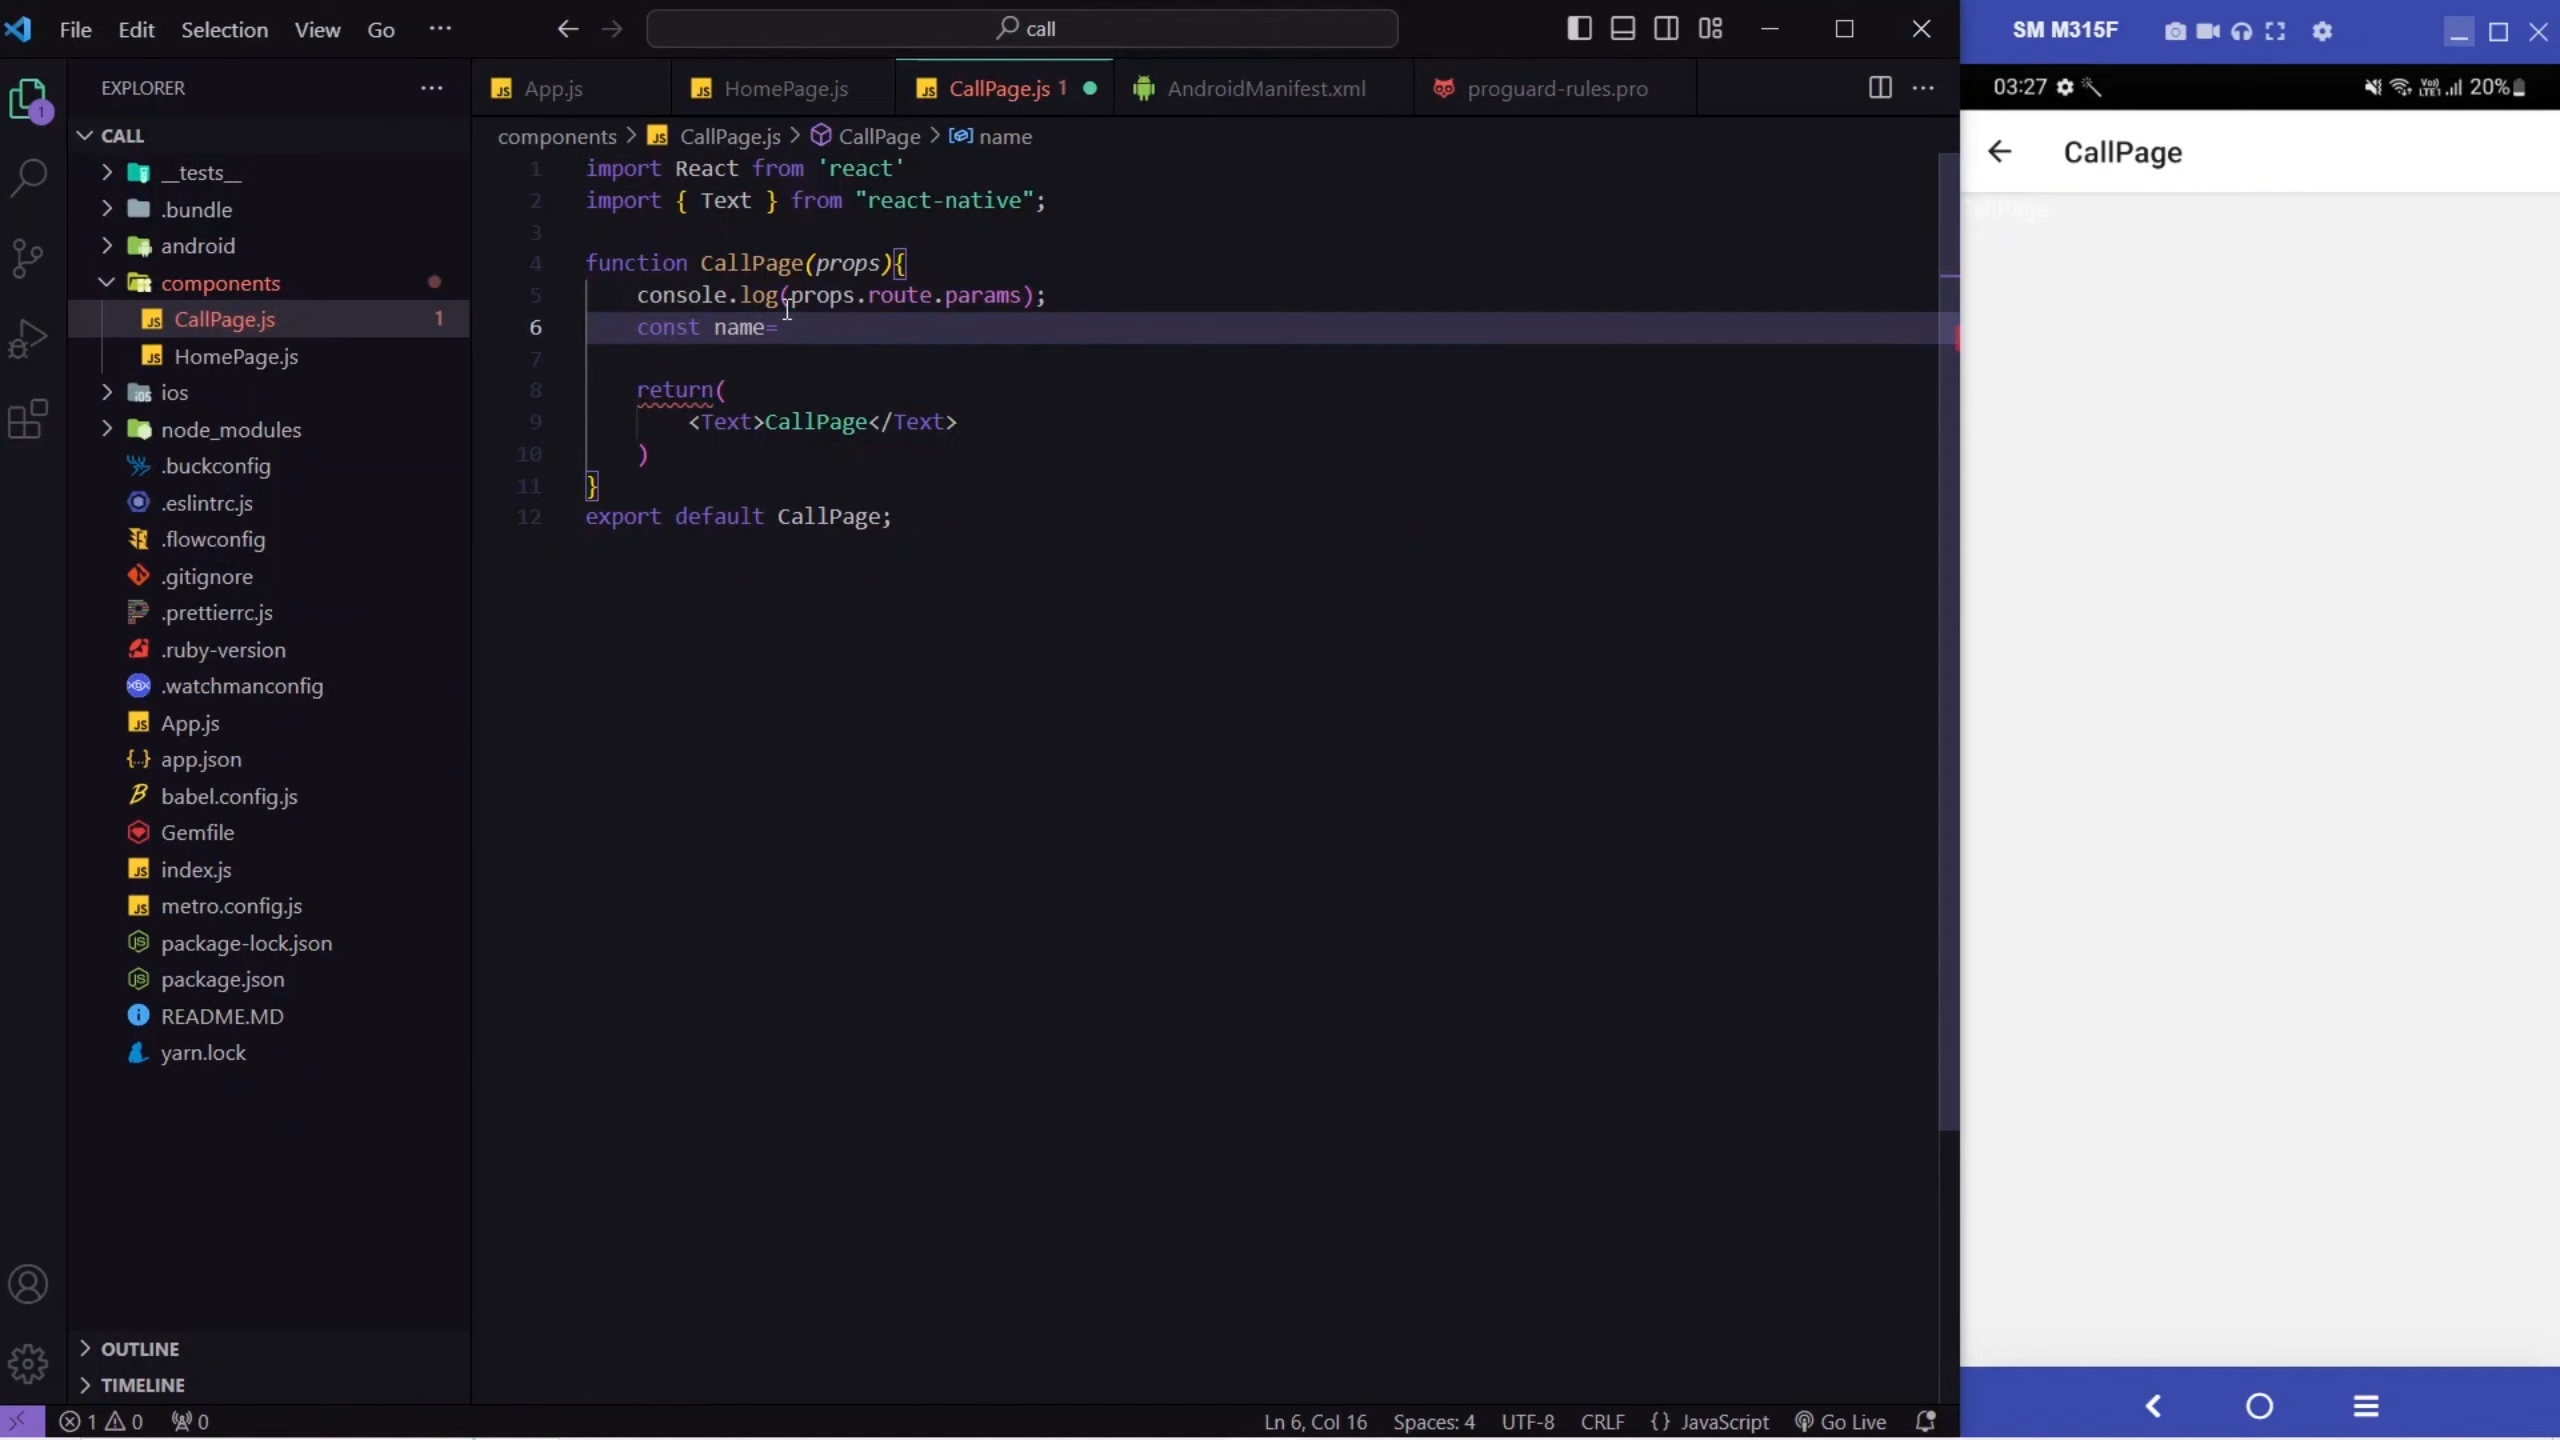 File Edit Selection View Go ··· call
EXPLORER ···
CALL
__tests__
.bundle
android
components
CallPage.js 1
HomePage.js
ios
node_modules
.buckconfig
.eslintrc.js
.flowconfig
.gitignore
.prettierrc.js
.ruby-version
.watchmanconfig
App.js
app.json
babel.config.js
Gemfile
index.js
metro.config.js
package-lock.json
package.json
README.MD
yarn.lock
OUTLINE
TIMELINE
App.js HomePage.js CallPage.js 1 AndroidManifest.xml proguard-rules.pro
components > CallPage.js > CallPage > name
1 import React from 'react'
2 import { Text } from "react-native";
3
4 function CallPage(props){
5 console.log(props.route.params);
6 const name=
7
8 return(
9 <Text>CallPage</Text>
10 )
11 }
12 export default CallPage;
1 0 0 Ln 6, Col 16 Spaces: 4 UTF-8 CRLF {} JavaScript Go Live
SM M315F
03:27 20%
CallPage
CallPage